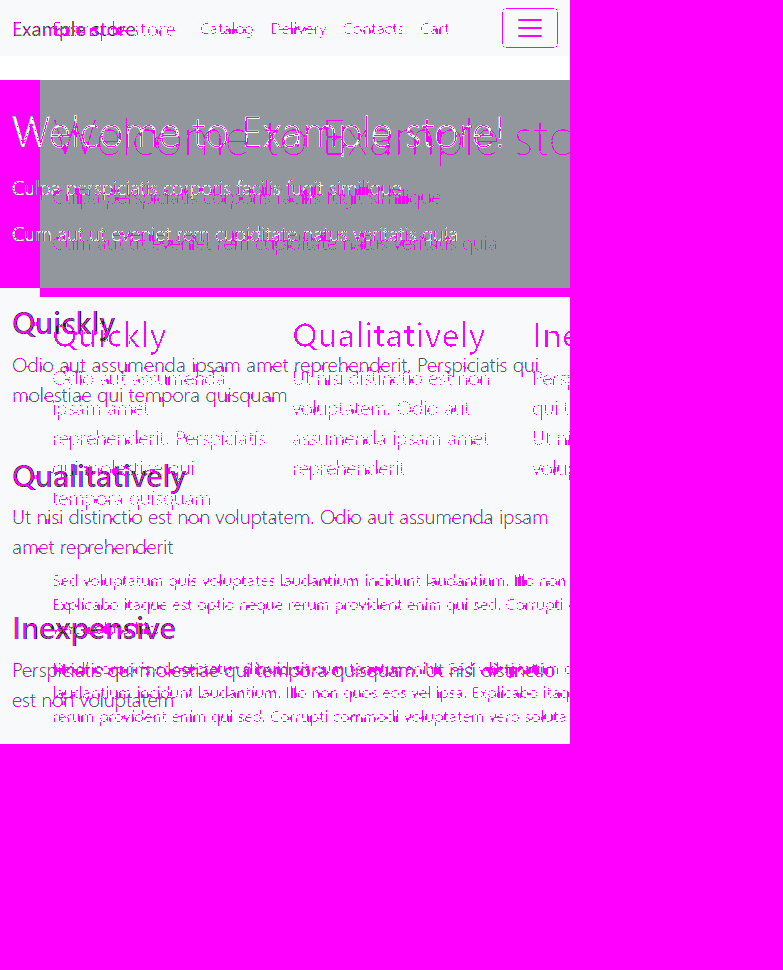 Example store
Example store Catalog Delivery Contacts Cart
Welcome to Example store!
Welcome to Example sto
Culpa perspiciatis corporis facilis fugit similique
Culpa perspiciatis corporis facilis fugit similique
Cum aut ut eveniet rem cupiditate natus veritatis quia
Cum aut ut eveniet rem cupiditate natus veritatis quia
Quickly
Quickly Qualitatively Ine
Odio aut assumenda ipsam amet reprehenderit. Perspiciatis qui
molestiae qui tempora quisquam
Odio aut assumenda
ipsam amet
reprehenderit. Perspiciatis
qui molestiae qui
tempora quisquam
Ut nisi distinctio est non
voluptatem. Odio aut
assumenda ipsam amet
reprehenderit
Persp
qui t
Ut ni
volup
Qualitatively
Ut nisi distinctio est non voluptatem. Odio aut assumenda ipsam
amet reprehenderit
Sed voluptatum quis voluptates laudantium incidunt laudantium. Illo non
Explicabo itaque est optio neque rerum provident enim qui sed. Corrupti
Inexpensive
Perspiciatis qui molestiae qui tempora quisquam. Ut nisi distinctio
est non voluptatem
laudantium incidunt laudantium. Illo non quos eos vel ipsa. Explicabo itaq
rerum provident enim qui sed. Corrupti commodi voluptatem vero soluta